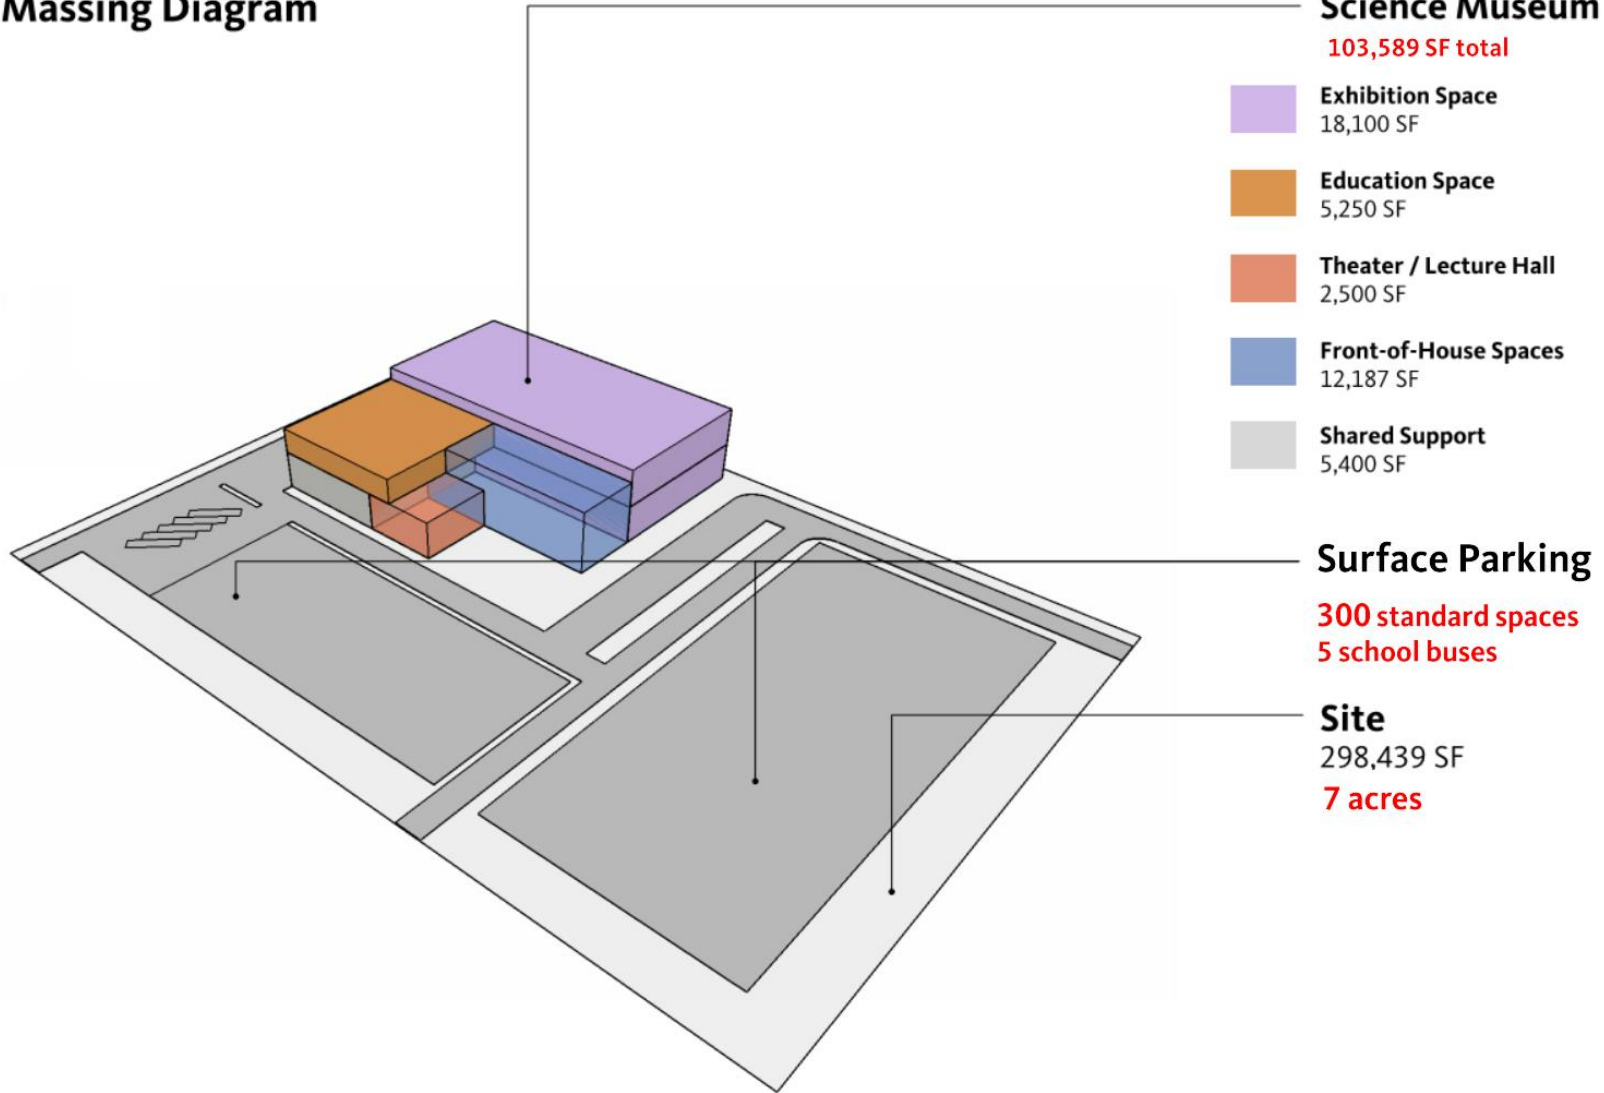 Massing Diagram
Science Museum
103,589 SF total
Exhibition Space
18,100 SF
Education Space
5,250 SF
Theater / Lecture Hall
2,500 SF
Front-of-House Spaces
12,187 SF
Shared Support
5,400 SF
Surface Parking
300 standard spaces
5 school buses
Site
298,439 SF
7 acres